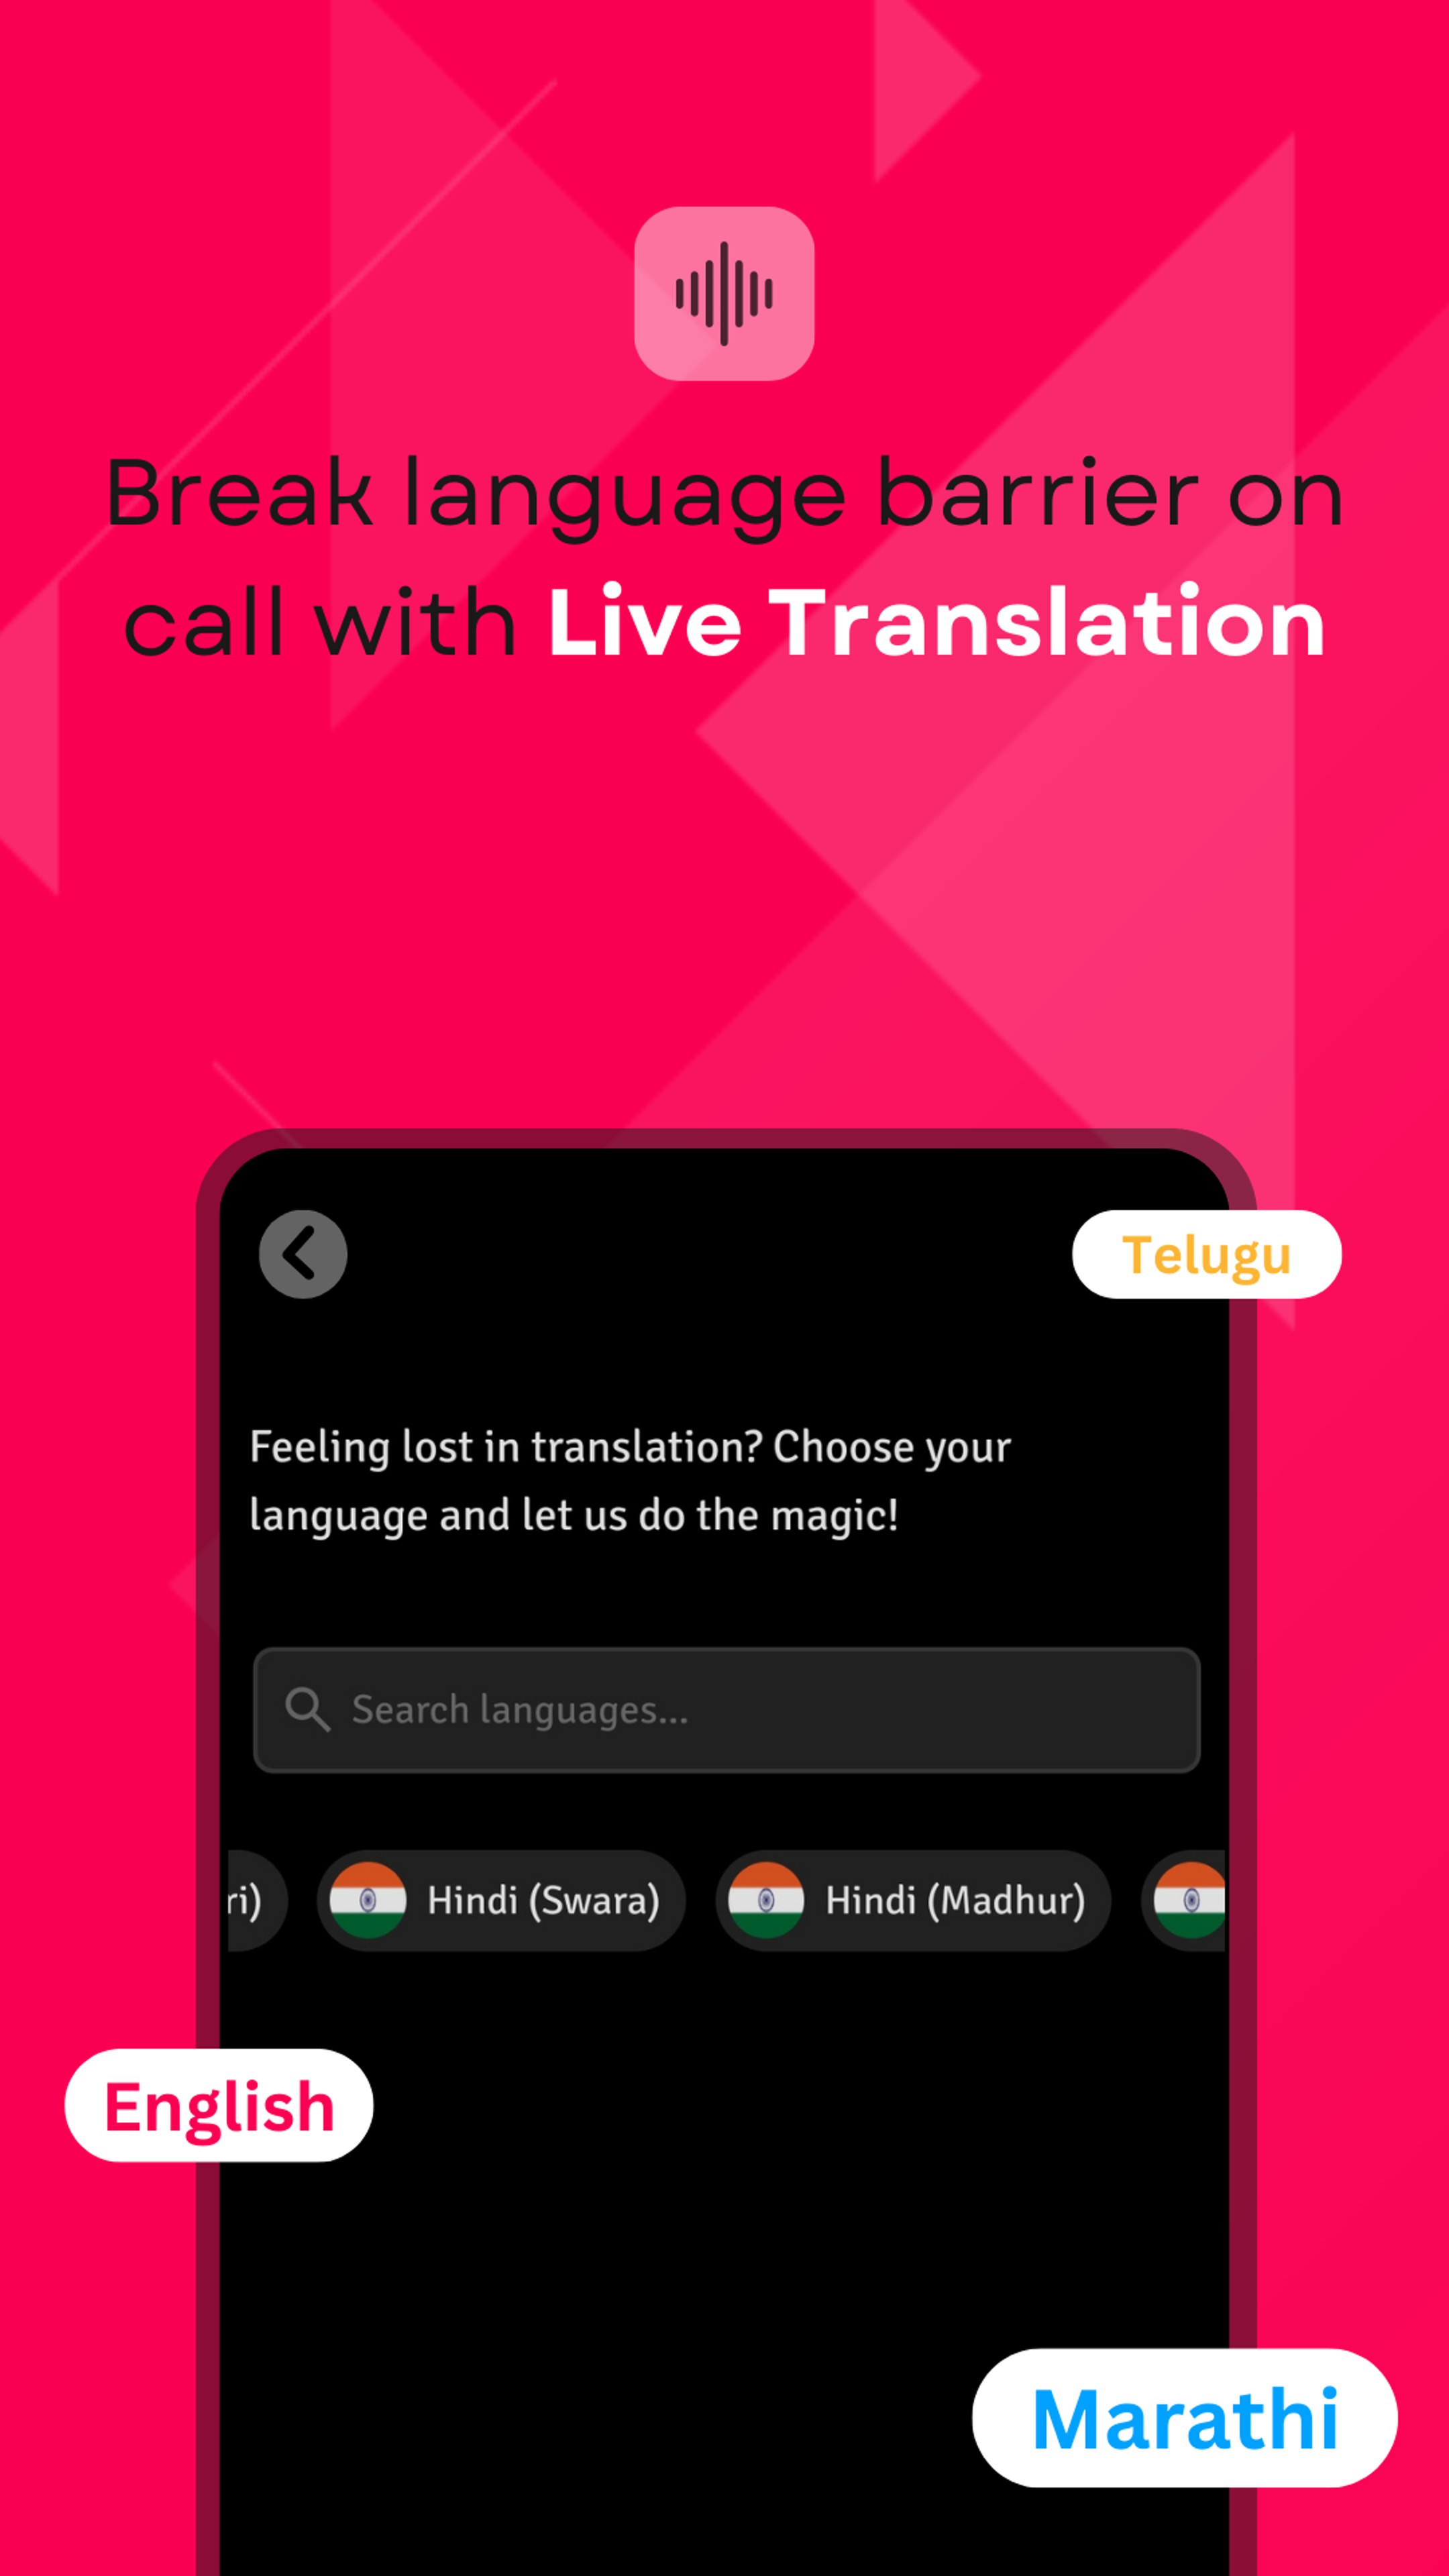 Break language barrier on
call with Live Translation
Telugu
Feeling lost in translation? Choose your
language and let us do the magic!
Search languages...
ri) Hindi (Swara) Hindi (Madhur)
English
Marathi